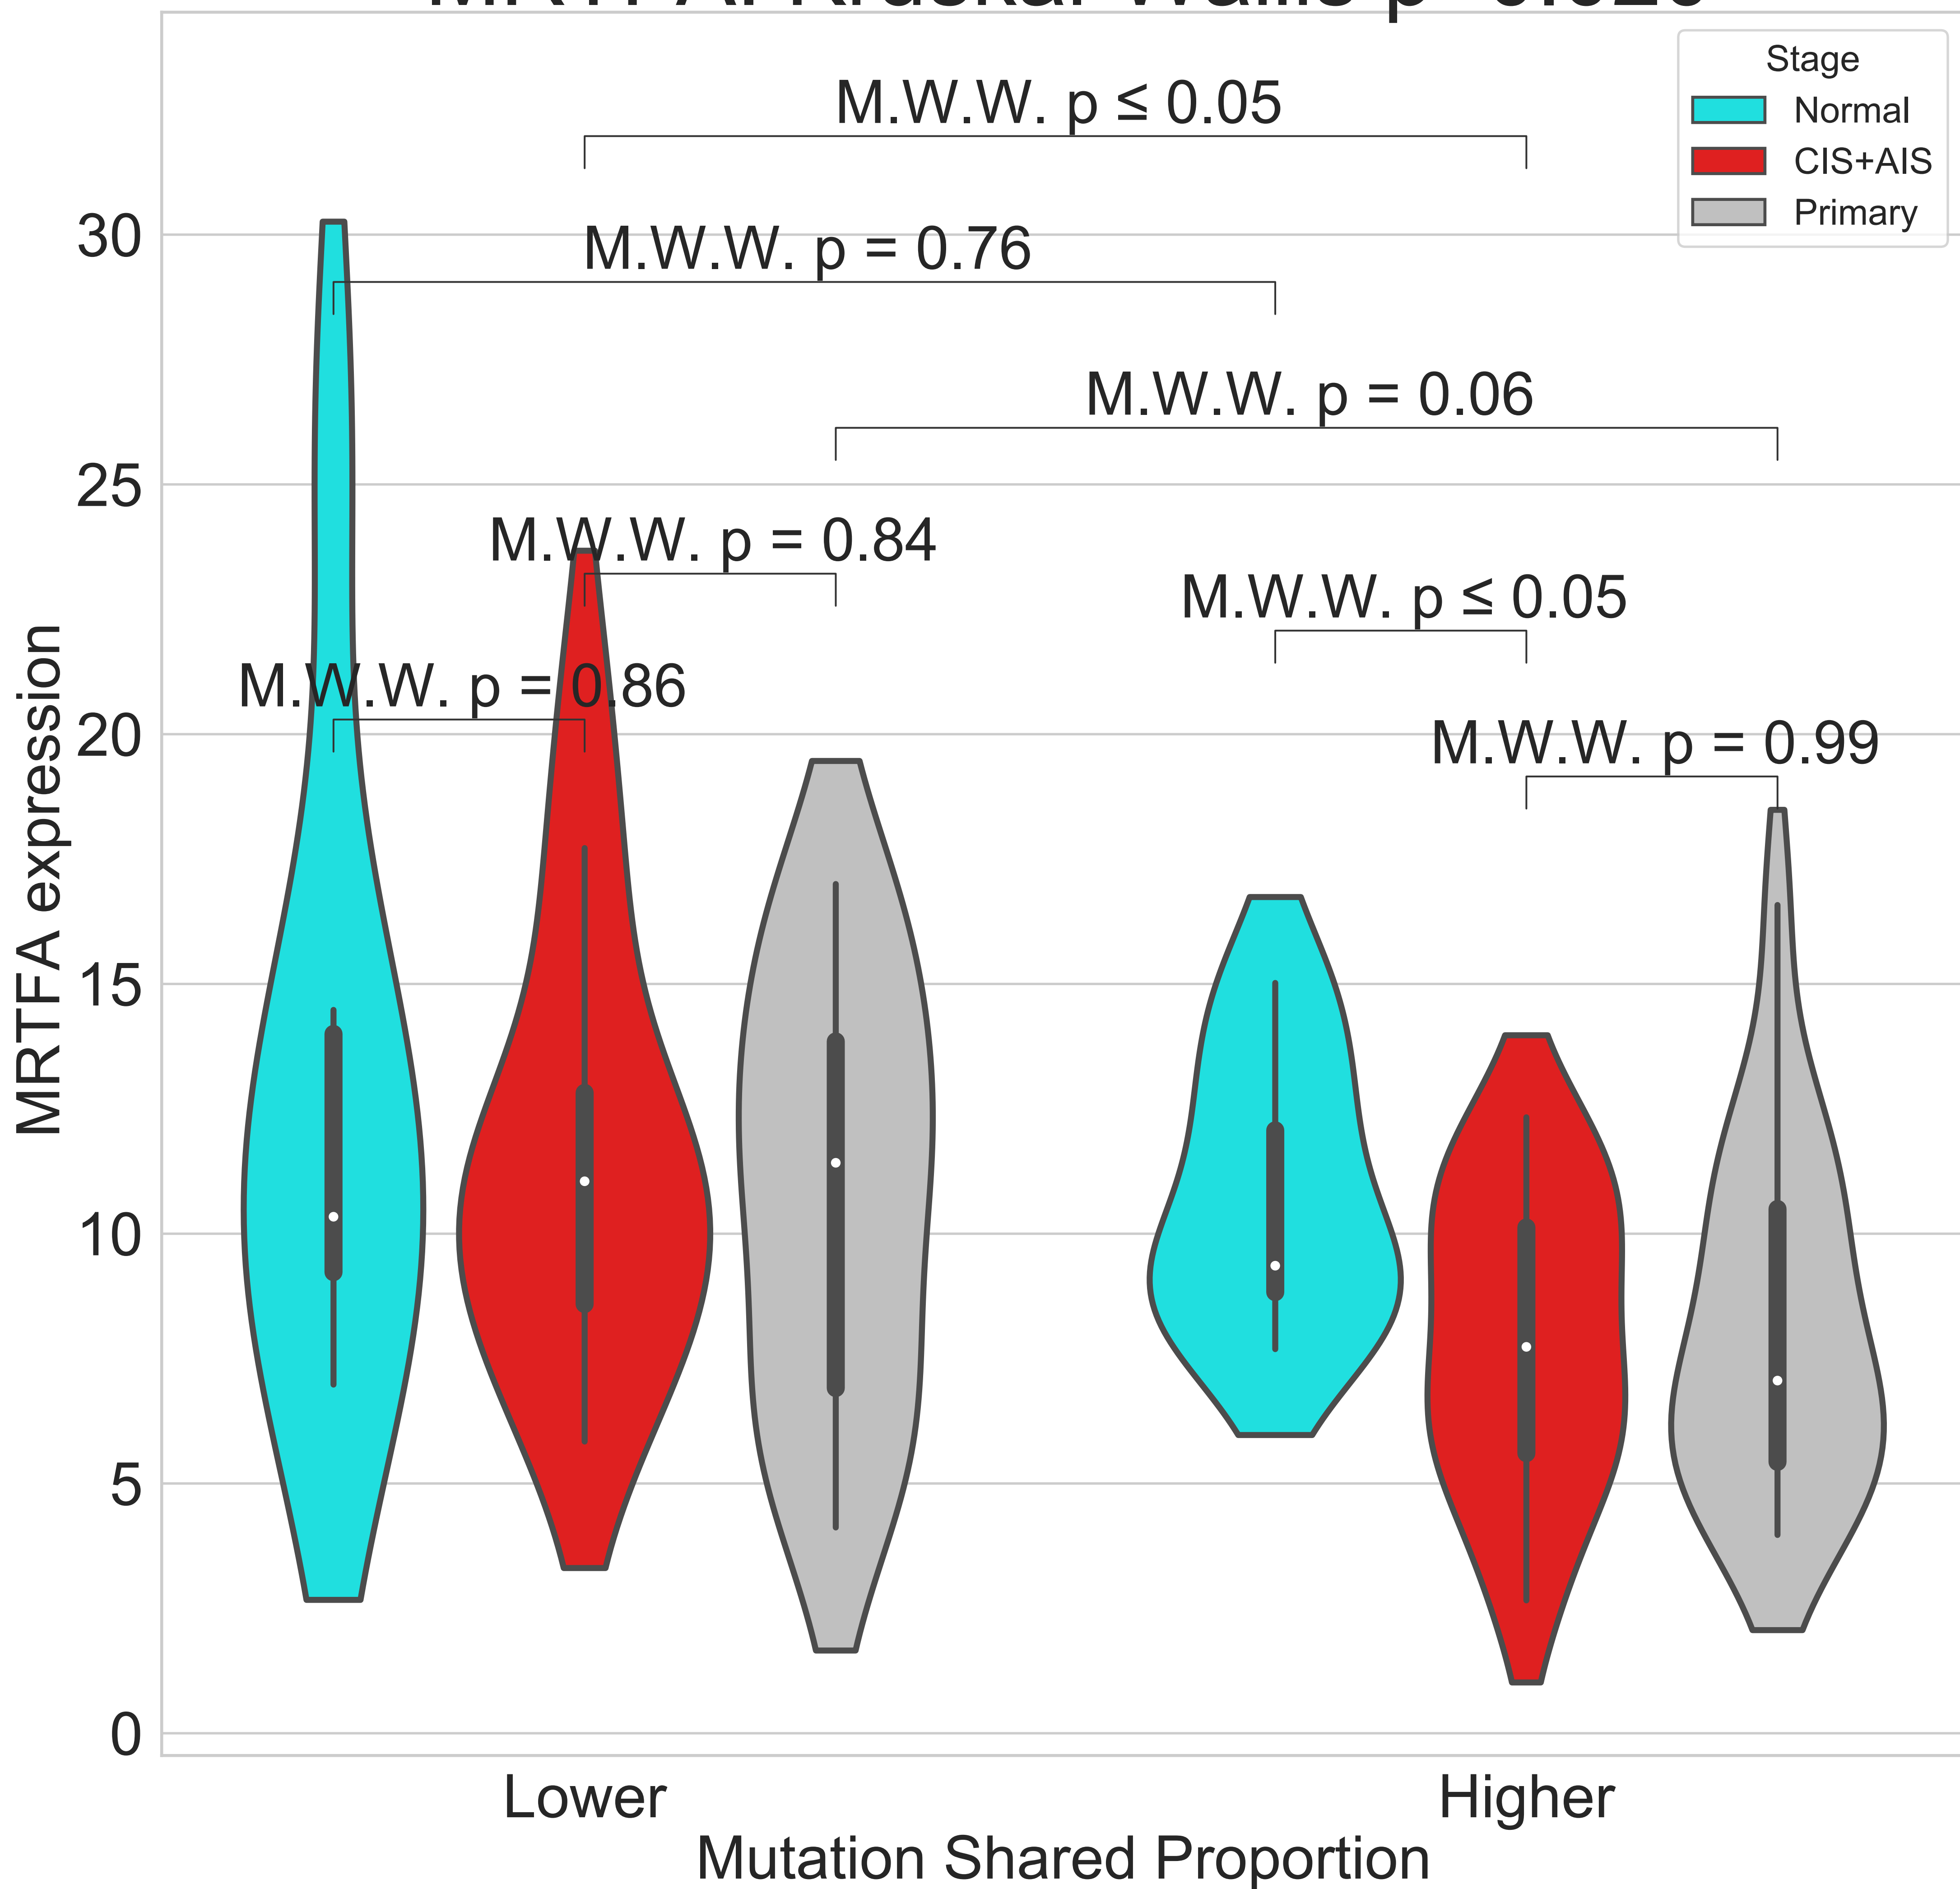 Stage
Normal
CIS+AIS
Primary
M.W.W. p ≤ 0.05
M.W.W. p = 0.76
M.W.W. p = 0.06
M.W.W. p = 0.84
M.W.W. p ≤ 0.05
M.W.W. p = 0.86
M.W.W. p = 0.99
MRTFA expression
30
25
20
15
10
5
0
Lower
Higher
Mutation Shared Proportion